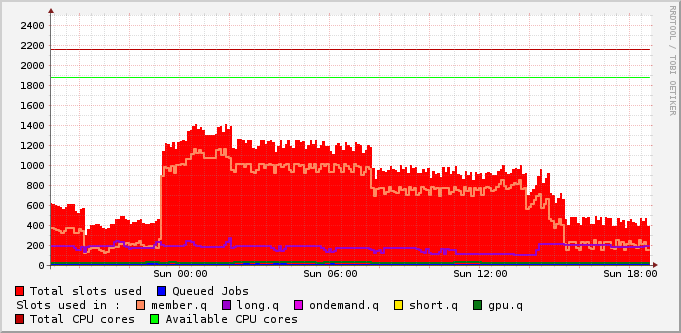 RRDTOOL / TOBI OETIKER
2400
2200
2000
1800
1600
1400
1200
1000
800
600
400
200
0
Sun 00:00 Sun 06:00 Sun 12:00 Sun 18:00
Total slots used Queued Jobs
Slots used in : member.q long.q ondemand.q short.q gpu.q
Total CPU cores Available CPU cores